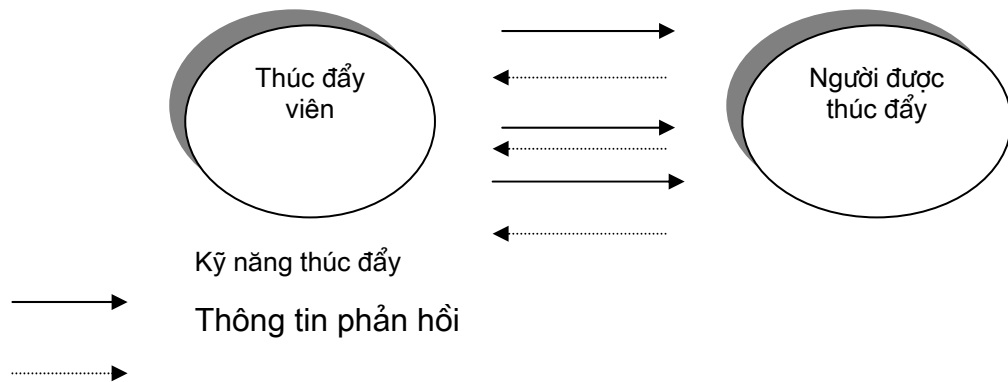 Thúc đẩy
viên
Người được
thúc đẩy
Kỹ năng thúc đẩy
Thông tin phản hồi